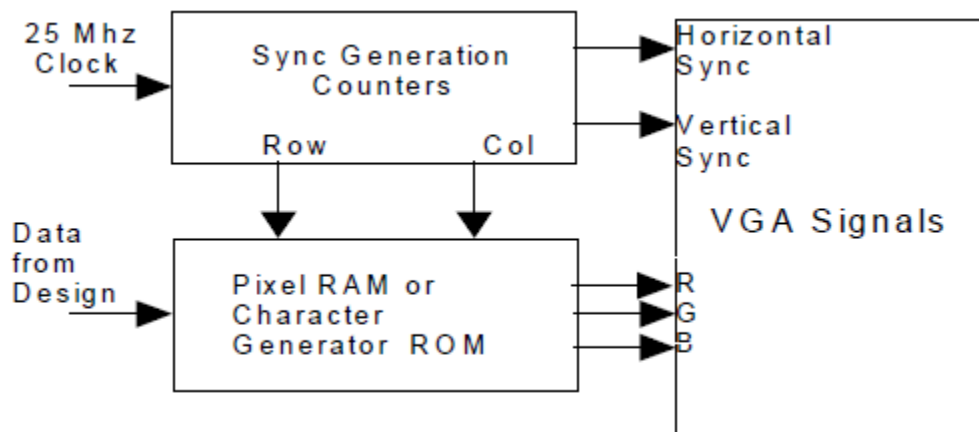 25 Mhz
Clock
Sync Generation
Counters
Row Col
Horizontal
Sync
Vertical
Sync
VGA Signals
Data
from
Design
Pixel RAM or
Character
Generator ROM
R
G
B